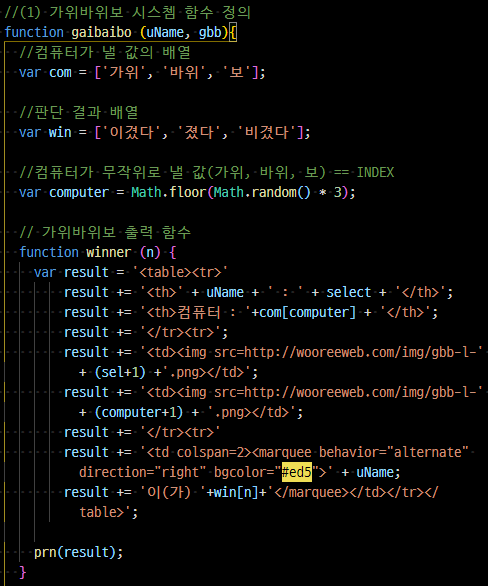 //(1) 가위바위보 시스쳄 함수 정의
function gaibaibo (uName, gbb){
//컴퓨터가 낼 값의 배열
var com = ['가위', '바위', '보'];
//판단 결과 배열
var win = ['이겼다', '졌다', '비겼다'];
//컴퓨터가 무작위로 낼 값(가위, 바위, 보) == INDEX
var computer = Math.floor(Math.random() * 3);
// 가위바위보 출력 함수
function winner (n) {
var result = '<table><tr>'
result += '<th>' + uName + ' : ' + select + '</th>';
result += '<th>컴퓨터 : '+com[computer] + '</th>';
result += '</tr><tr>';
result += '<td><img src=http://wooreeweb.com/img/gbb-l-'
+ (sel+1) +'.png></td>';
result += '<td><img src=http://wooreeweb.com/img/gbb-l-'
+ (computer+1) + '.png></td>';
result += '</tr><tr>'
result += '<td colspan=2><marquee behavior="alternate"
direction="right" bgcolor="#ed5">' + uName;
result += '이(가) '+win[n]+'</marquee></td></tr></
table>';
prn(result);
}